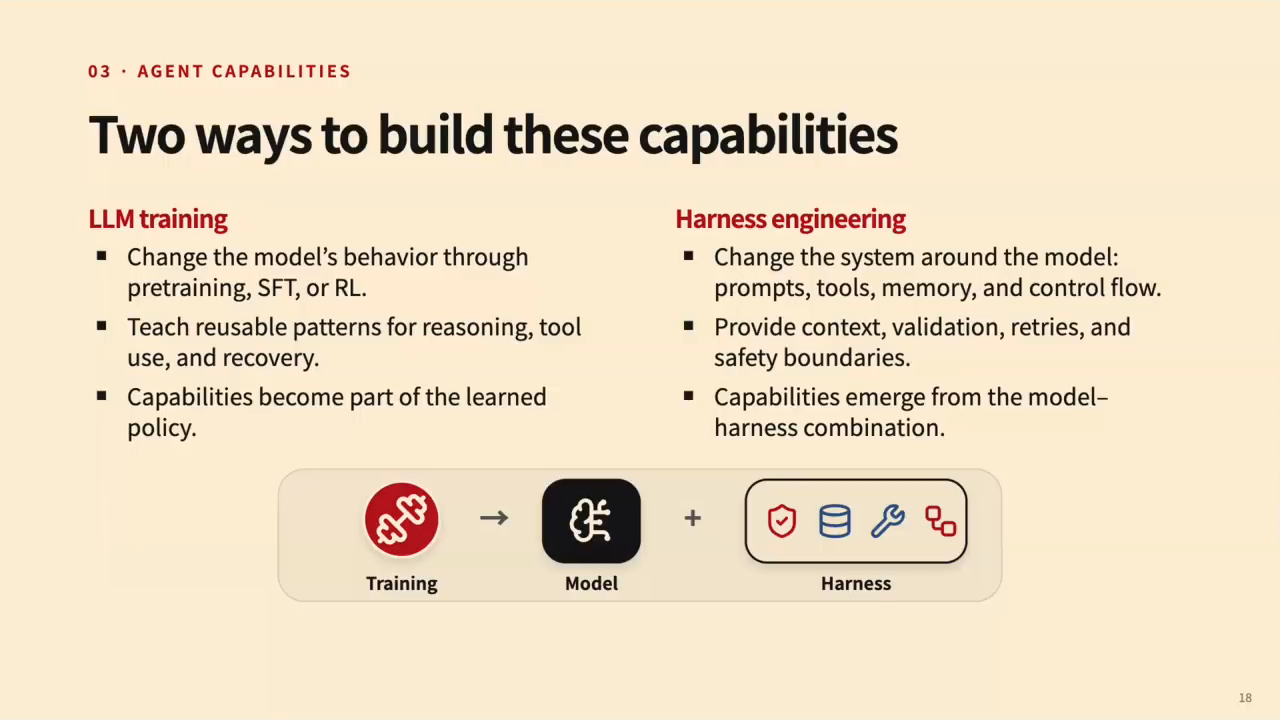 03 · AGENT CAPABILITIES
Two ways to build these capabilities
LLM training
▪ Change the model’s behavior through
pretraining, SFT, or RL.
▪ Teach reusable patterns for reasoning, tool
use, and recovery.
▪ Capabilities become part of the learned
policy.
Harness engineering
▪ Change the system around the model:
prompts, tools, memory, and control flow.
▪ Provide context, validation, retries, and
safety boundaries.
▪ Capabilities emerge from the model–
harness combination.
→ +
Training Model Harness
18